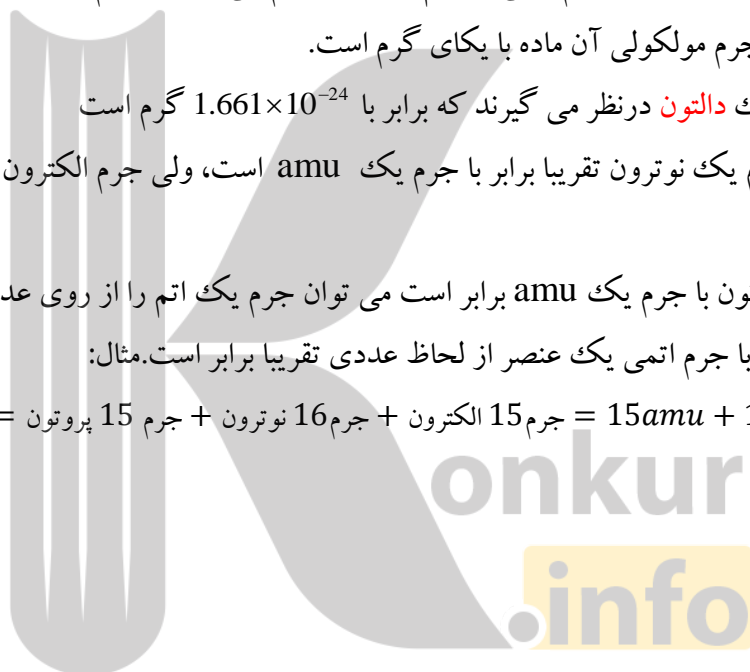 جرم مولکولی آن ماده با یکای گرم است.
دالتون درنظر می گیرند که برابر با 1.661×10⁻²⁴ گرم است
یک نوترون تقریبا برابر با جرم یک amu است، ولی جرم الکترون
با جرم یک amu برابر است می توان جرم یک اتم را از روی
با جرم اتمی یک عنصر از لحاظ عددی تقریبا برابر است.مثال:
= جرم 15 پروتون + جرم16 نوترون + جرم15 الکترون = 15amu +
onkur
.info